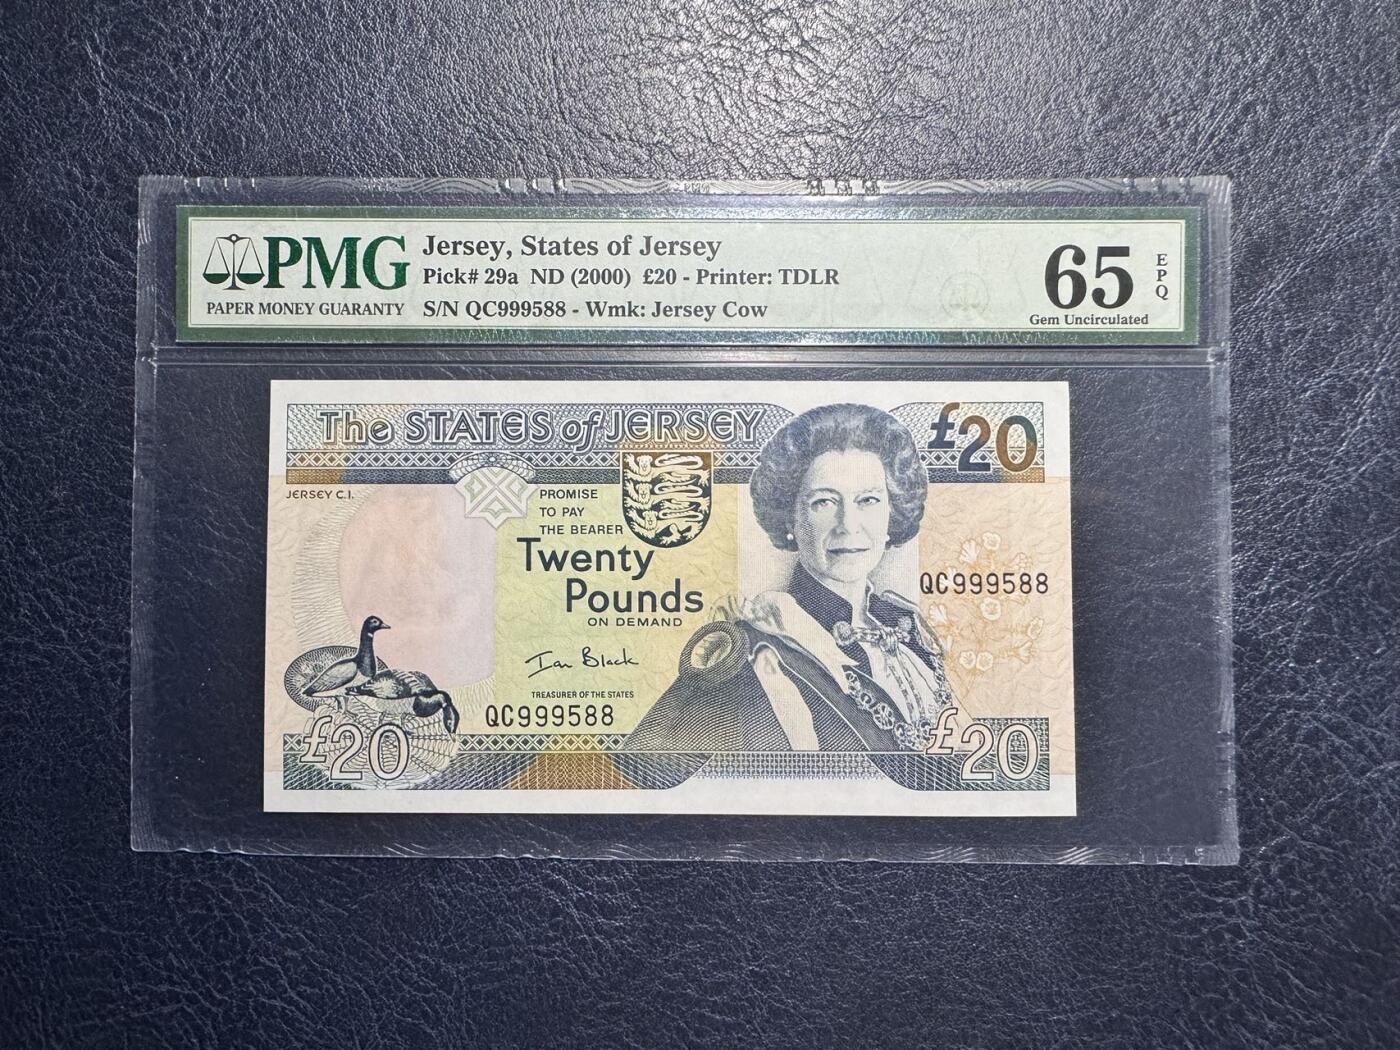 PMG
PAPER MONEY GUARANTY
Jersey, States of Jersey
Pick# 29a ND (2000) £20 - Printer: TDLR
S/N QC999588 - Wmk: Jersey Cow
65
EPQ
Gem Uncirculated
The STATES of JERSEY
£20
JERSEY C.I.
PROMISE
TO PAY
THE BEARER
Twenty
Pounds
ON DEMAND
QC999588
Ian Black
TREASURER OF THE STATES
QC999588
£20
£20